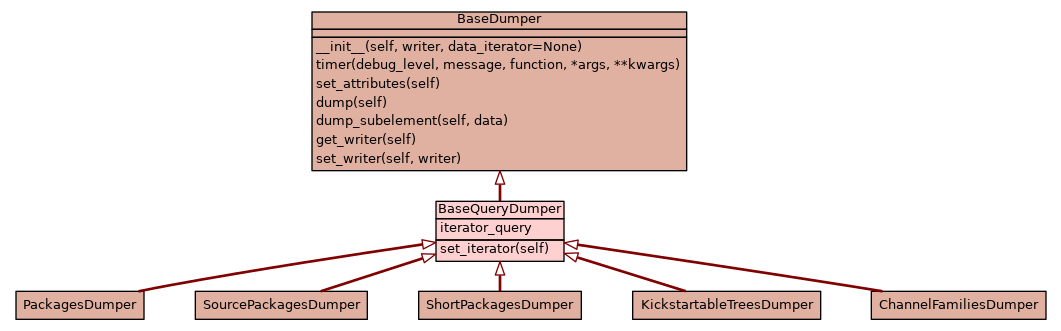 BaseDumper
__init__(self, writer, data_iterator=None)
timer(debug_level, message, function, *args, **kwargs)
set_attributes(self)
dump(self)
dump_subelement(self, data)
get_writer(self)
set_writer(self, writer)
BaseQueryDumper
iterator_query
set_iterator(self)
PackagesDumper
SourcePackagesDumper
ShortPackagesDumper
KickstartableTreesDumper
ChannelFamiliesDumper